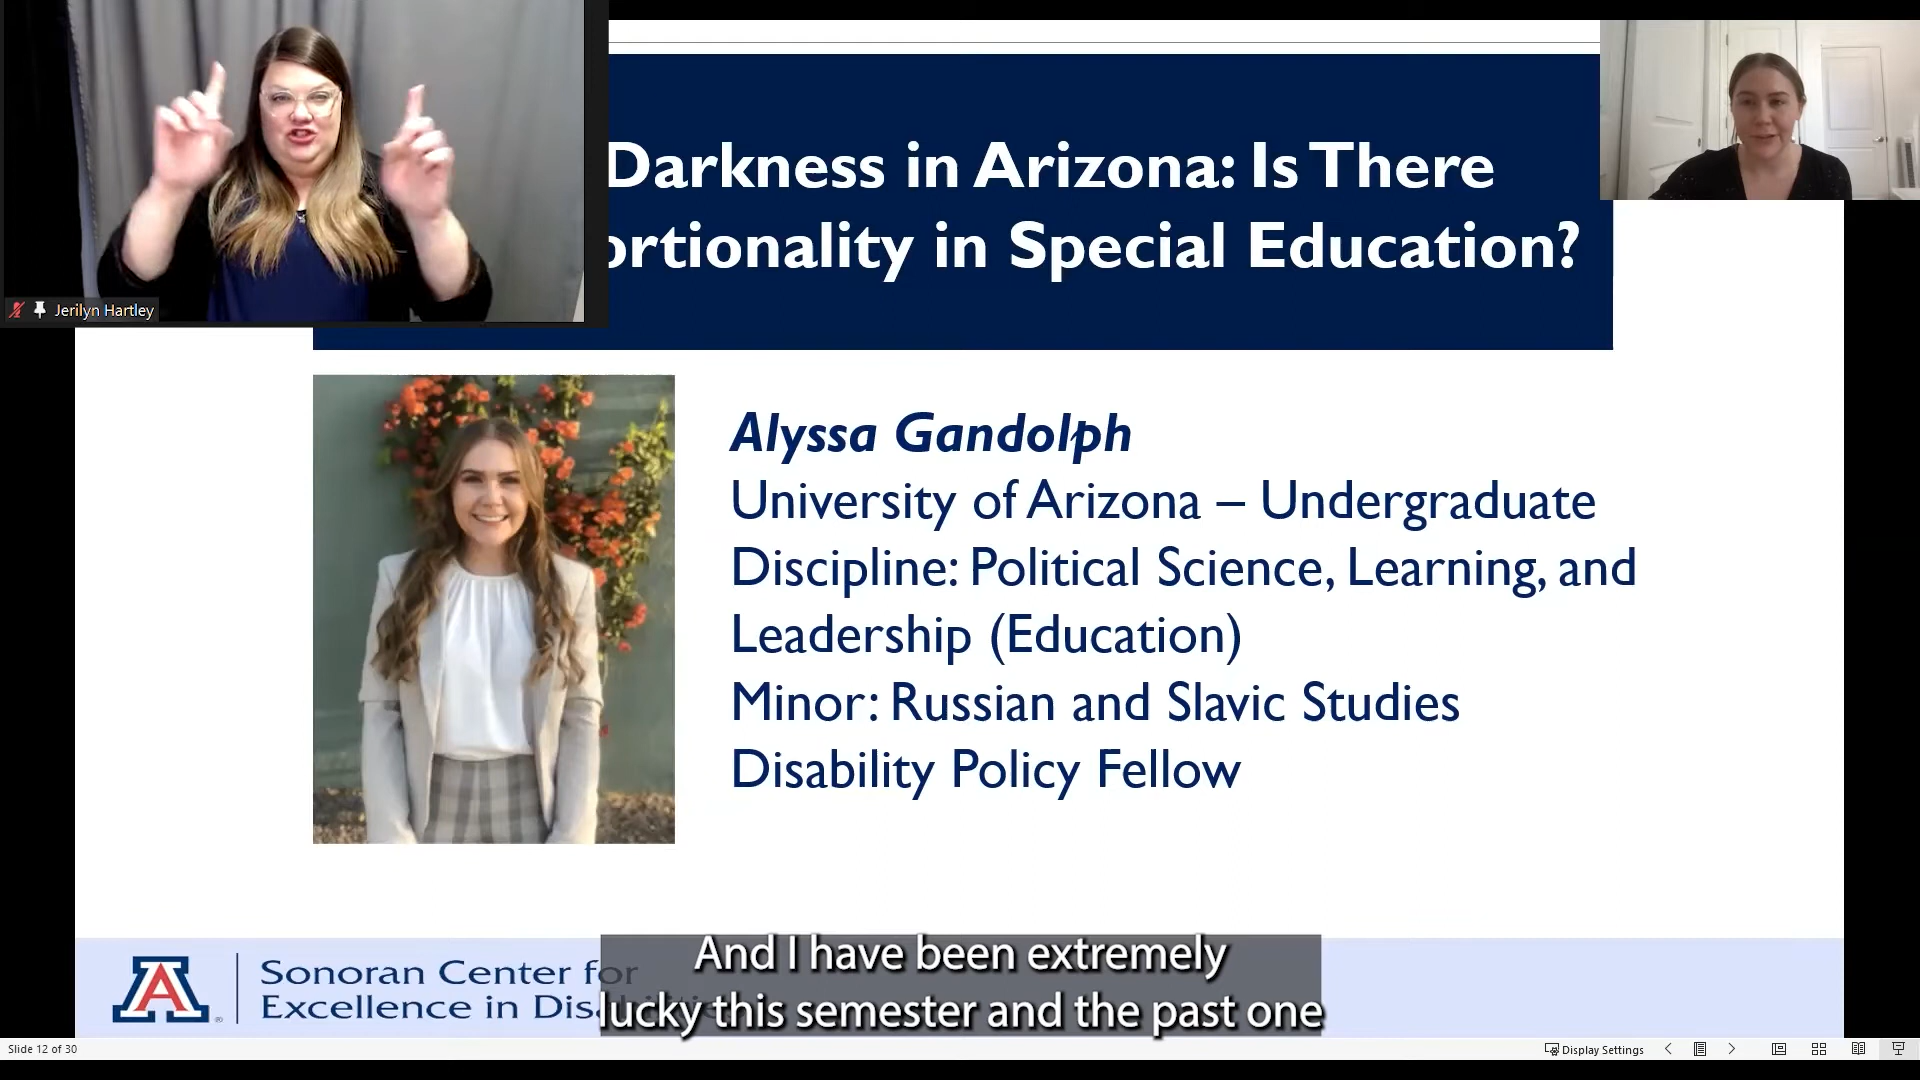 Jerilyn Hartley
Darkness in Arizona: Is There
ortionality in Special Education?
Alyssa Gandolph
University of Arizona – Undergraduate
Discipline: Political Science, Learning, and
Leadership (Education)
Minor: Russian and Slavic Studies
Disability Policy Fellow
A
Sonoran Center for
Excellence in Dis
And I have been extremely
lucky this semester and the past one
Slide 12 of 30
Display Settings